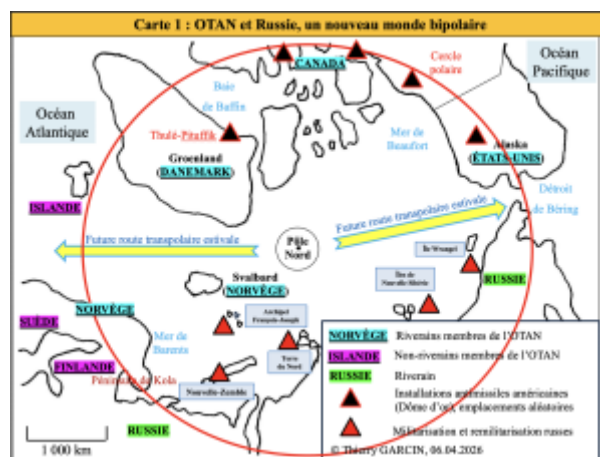 Carte 1 : OTAN et Russie, un nouveau monde bipolaire
Océan
Atlantique
Baie
de Baffin
CANADA
Cercle
polaire
Océan
Pacifique
Thulé-Pituffik
Groenland
(DANEMARK)
Mer de
Beaufort
Alaska
(ÉTATS-UNIS)
ISLANDE
Détroit
de Béring
Future route transpolaire estivale
Future route transpolaire estivale
Pôle
Nord
Île Wrangel
RUSSIE
Svalbard
(NORVÈGE)
Îles de
Nouvelle-Sibérie
NORVÈGE
SUÈDE
FINLANDE
Mer de
Barents
Archipel
François-Joseph
Terre
du Nord
Péninsule de Kola
Nouvelle-Zemble
RUSSIE
1 000 km
NORVÈGE Riverains membres de l'OTAN
ISLANDE Non-riverains membres de l'OTAN
RUSSIE Riverain
Installations antimissiles américaines
(Dôme d'or), emplacements aléatoires
Militarisation et remilitarisation russes
© Thierry GARCIN, 06.04.2026